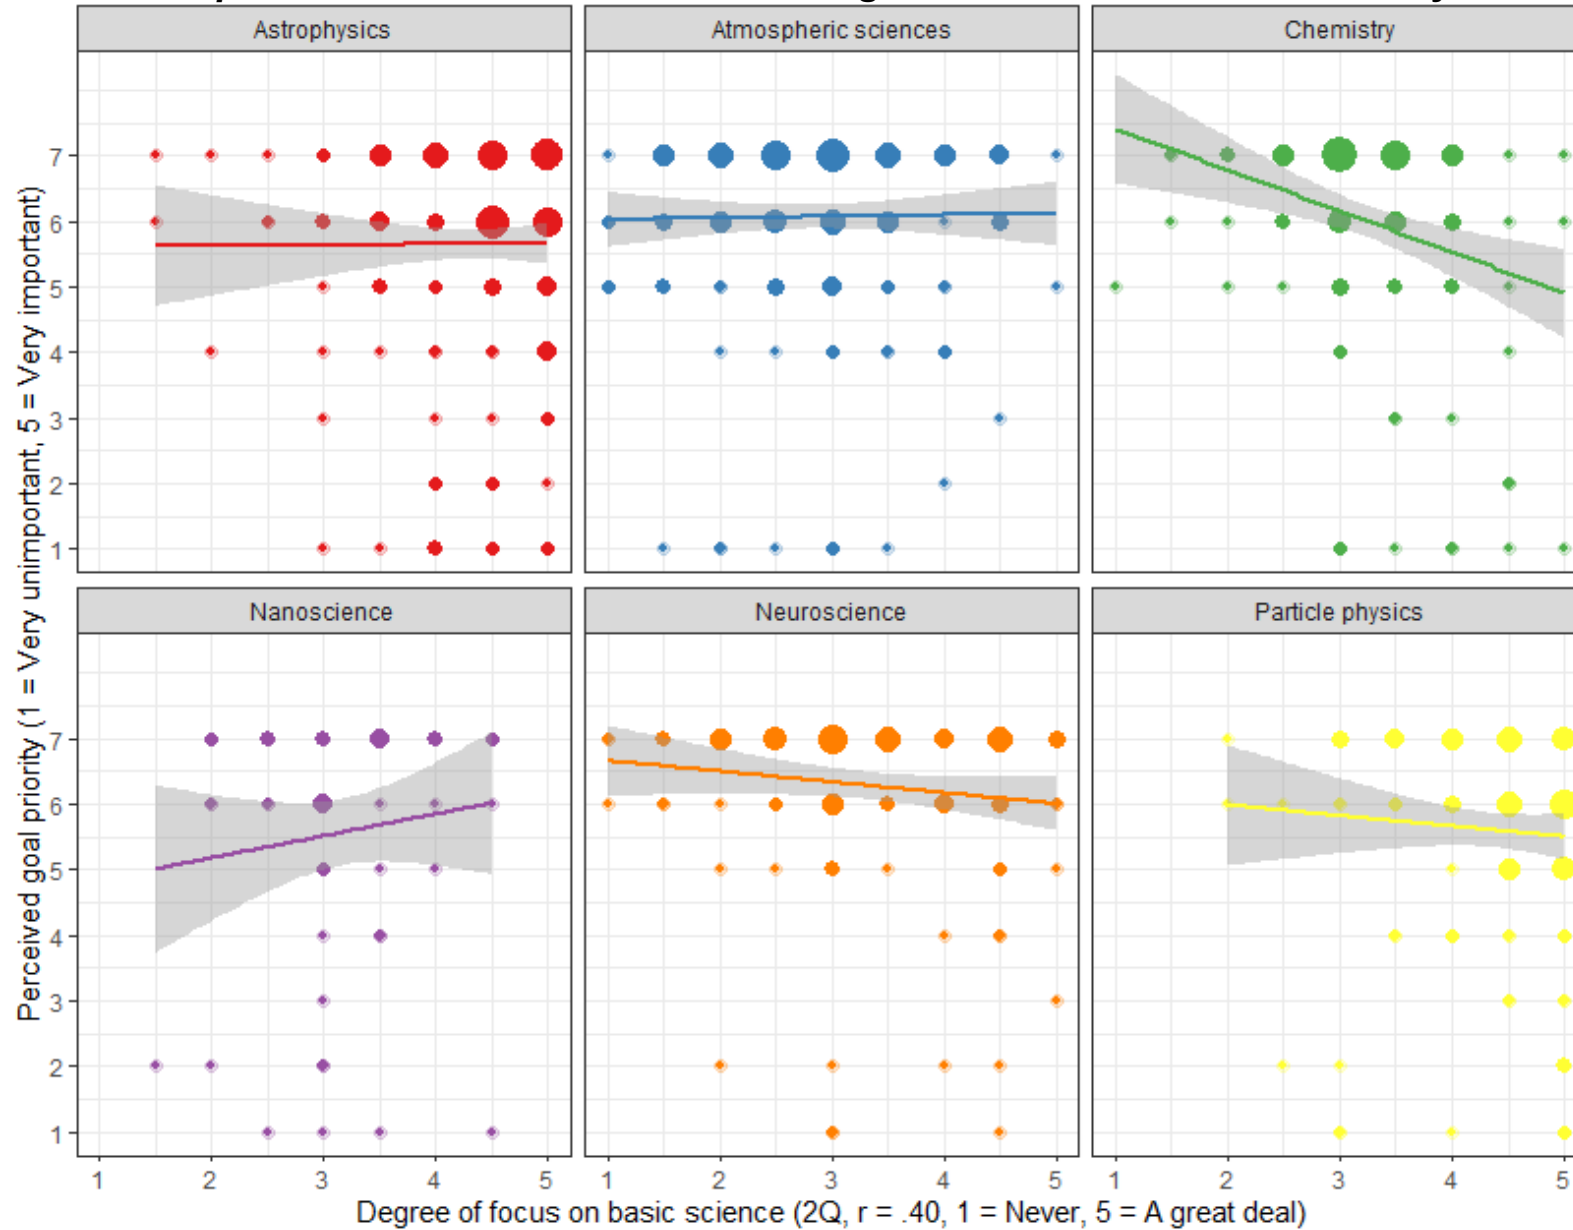 Astrophysics Atmospheric sciences Chemistry
7
6
5
4
3
2
1
Nanoscience Neuroscience Particle physics
7
6
5
4
3
2
1
1 2 3 4 5 1 2 3 4 5 1 2 3 4 5
Perceived goal priority (1 = Very unimportant, 5 = Very important)
Degree of focus on basic science (2Q, r = .40, 1 = Never, 5 = A great deal)